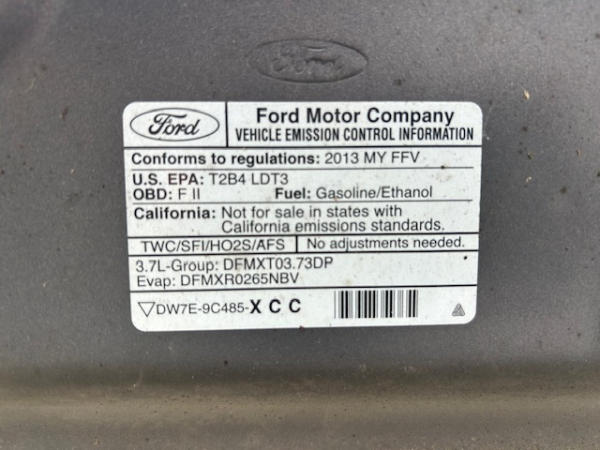 Ford
Ford
Ford Motor Company
VEHICLE EMISSION CONTROL INFORMATION
Conforms to regulations: 2013 MY FFV
U.S. EPA: T2B4 LDT3
OBD: F II Fuel: Gasoline/Ethanol
California: Not for sale in states with
California emissions standards.
TWC/SFI/HO2S/AFS No adjustments needed.
3.7L-Group: DFMXT03.73DP
Evap: DFMXR0265NBV
▽DW7E-9C485-X C C